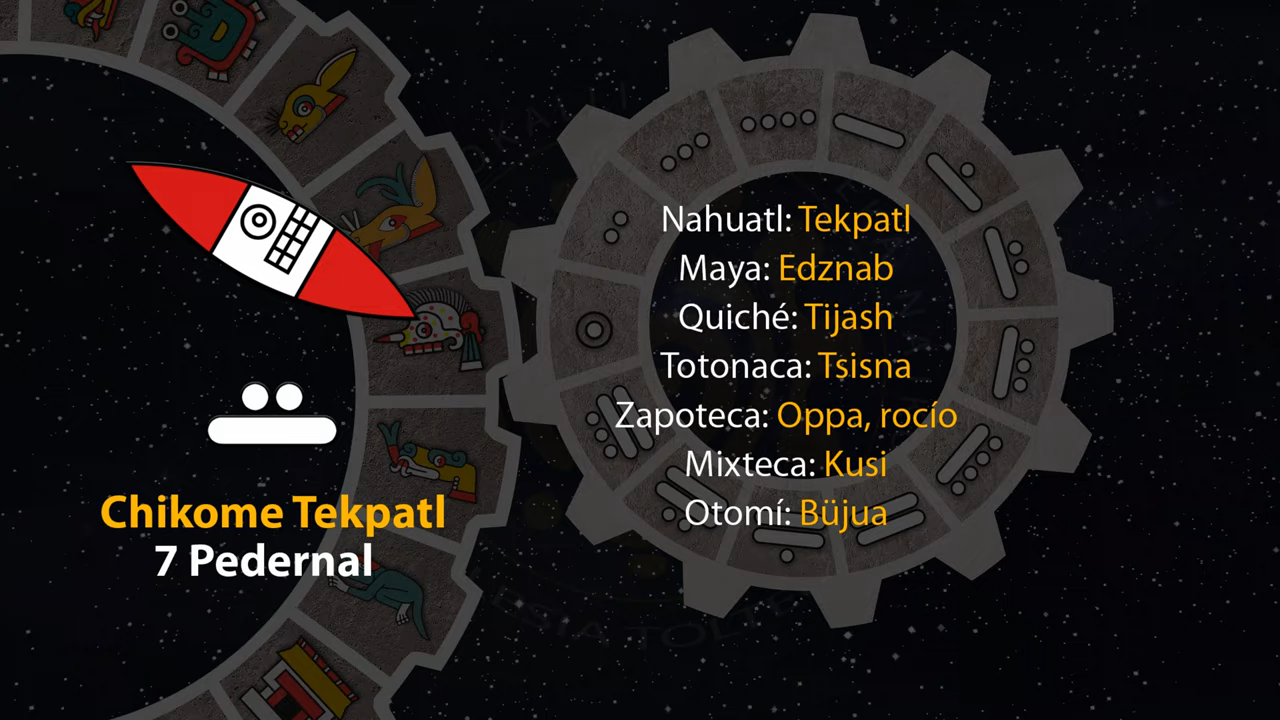 Chikome Tekpatl
7 Pedernal
Nahuatl: Tekpatl
Maya: Edznab
Quiché: Tijash
Totonaca: Tsisna
Zapoteca: Oppa, rocío
Mixteca: Kusi
Otomí: Büjua